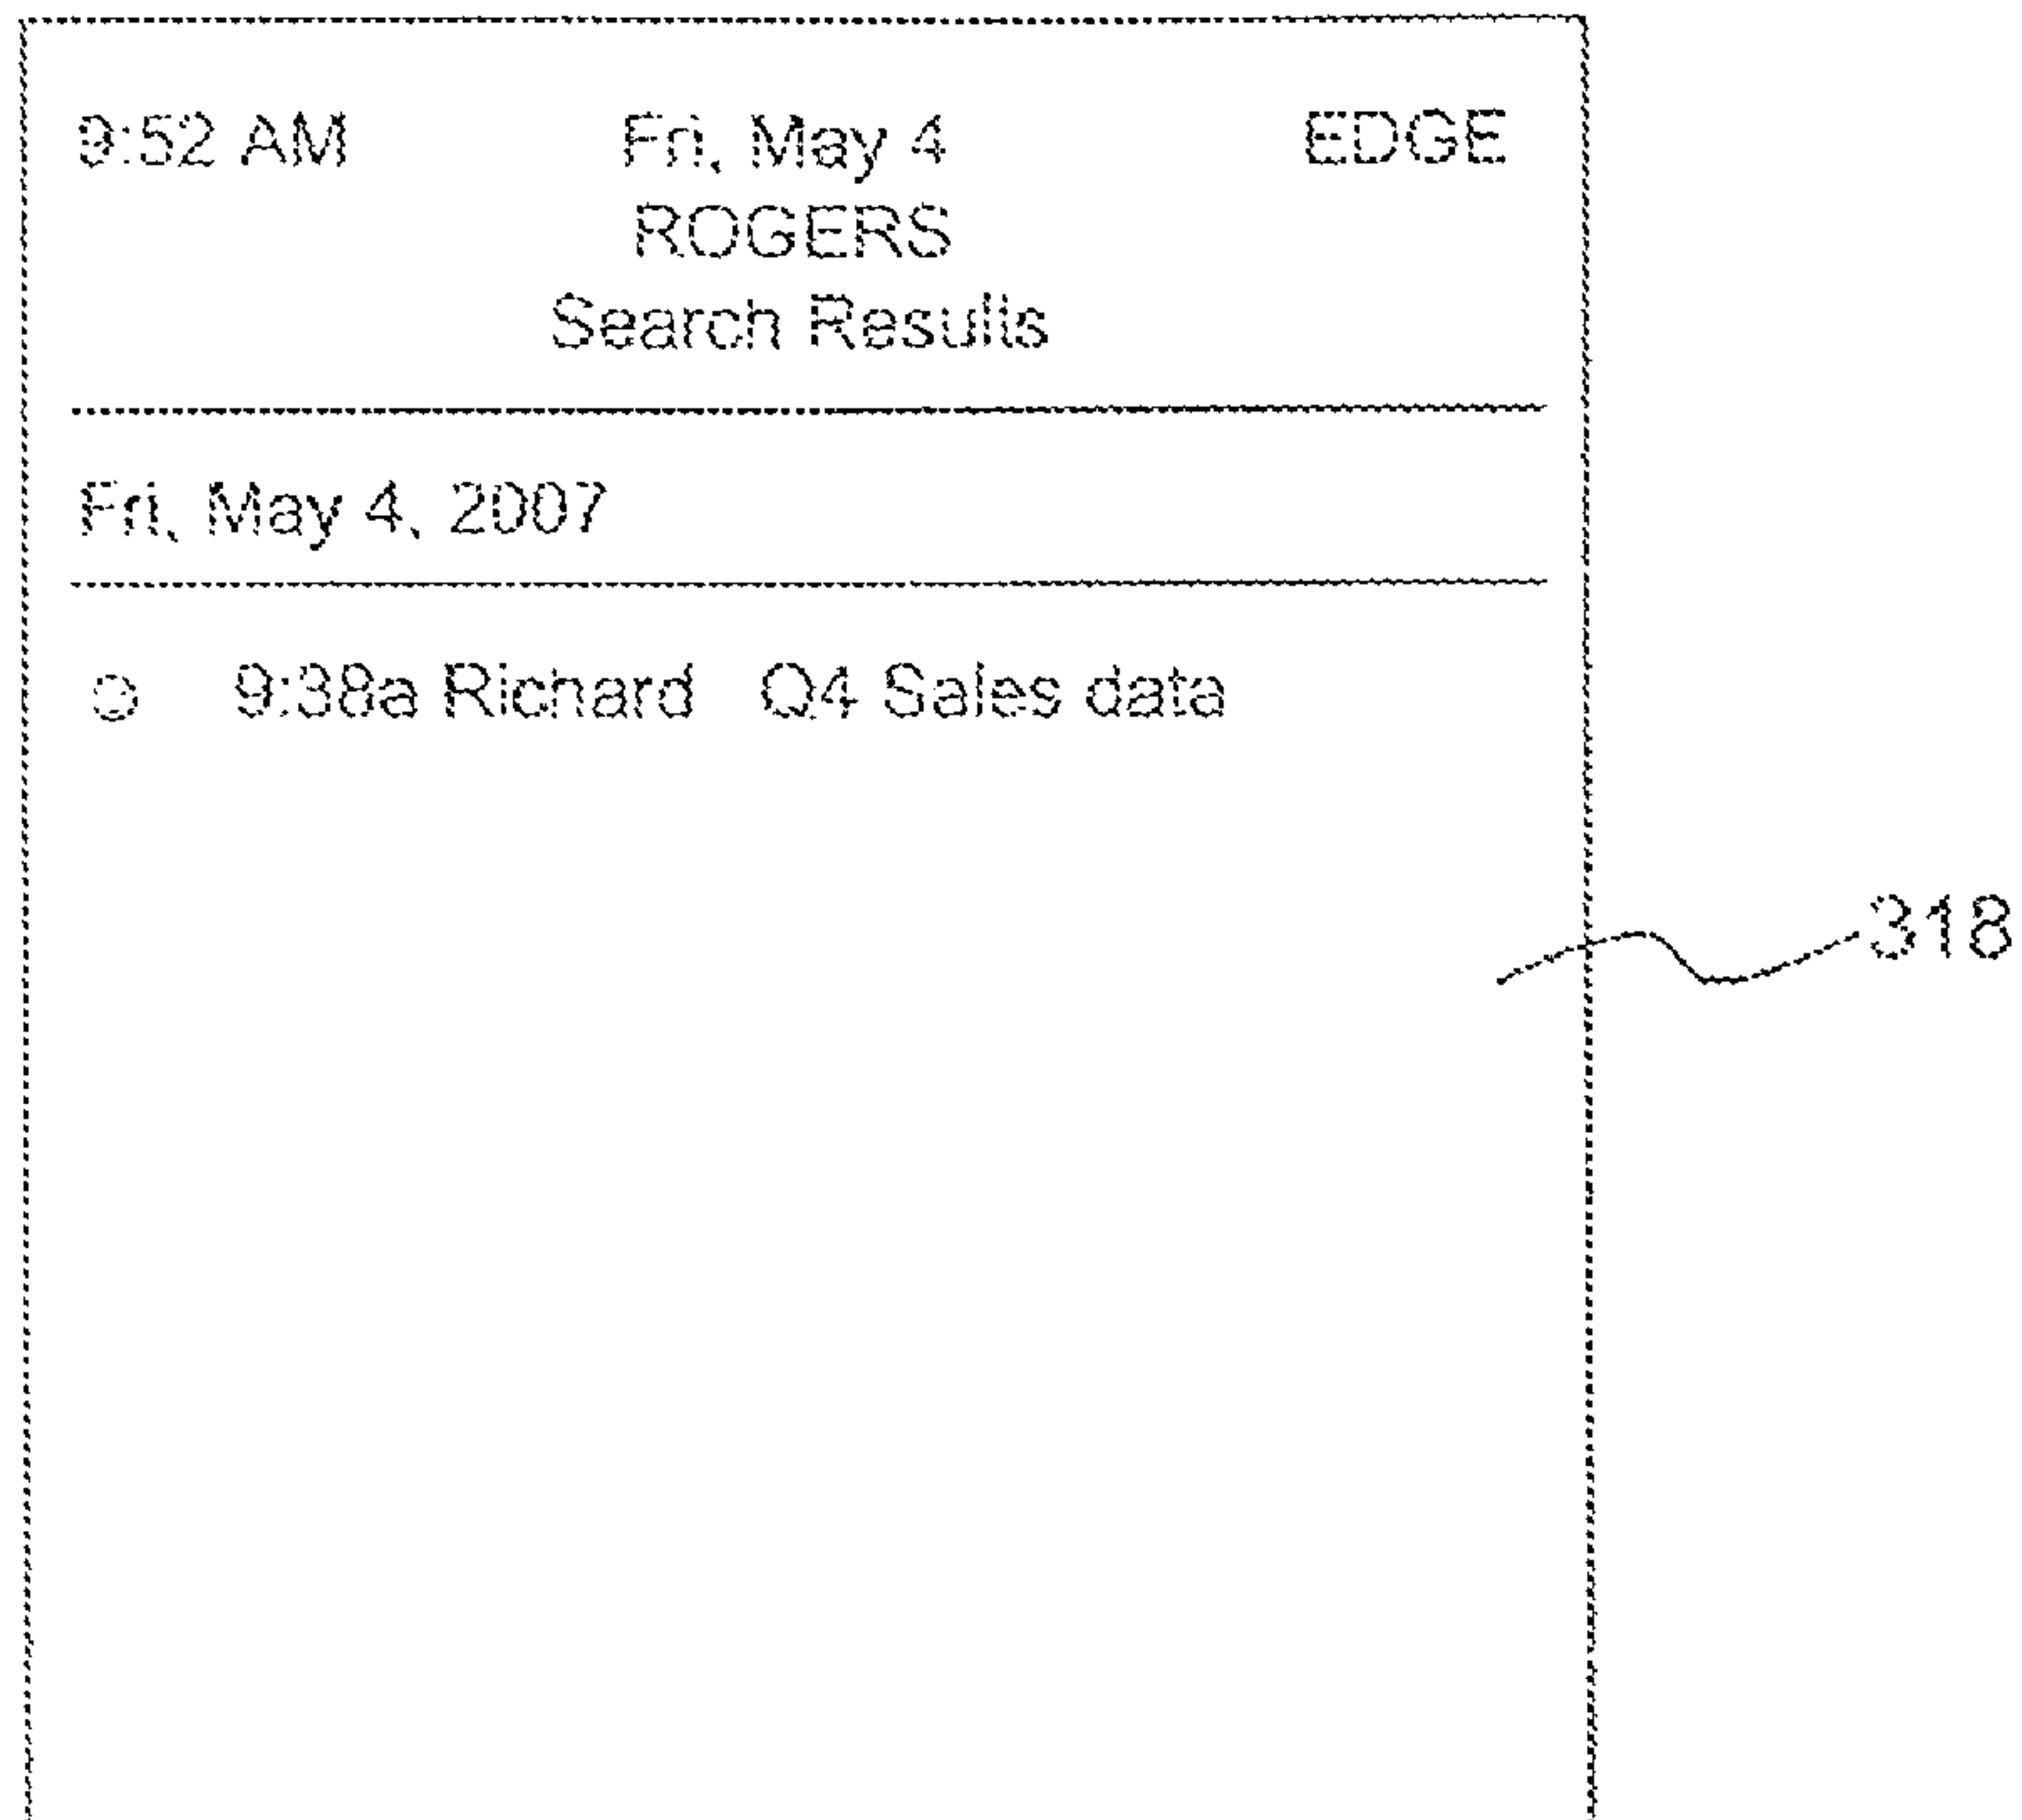 9:52 AM Fri, May 4 EDGE
ROGERS
Search Results
Fri, May 4, 2007
9:38a Richard Q4 Sales data
318